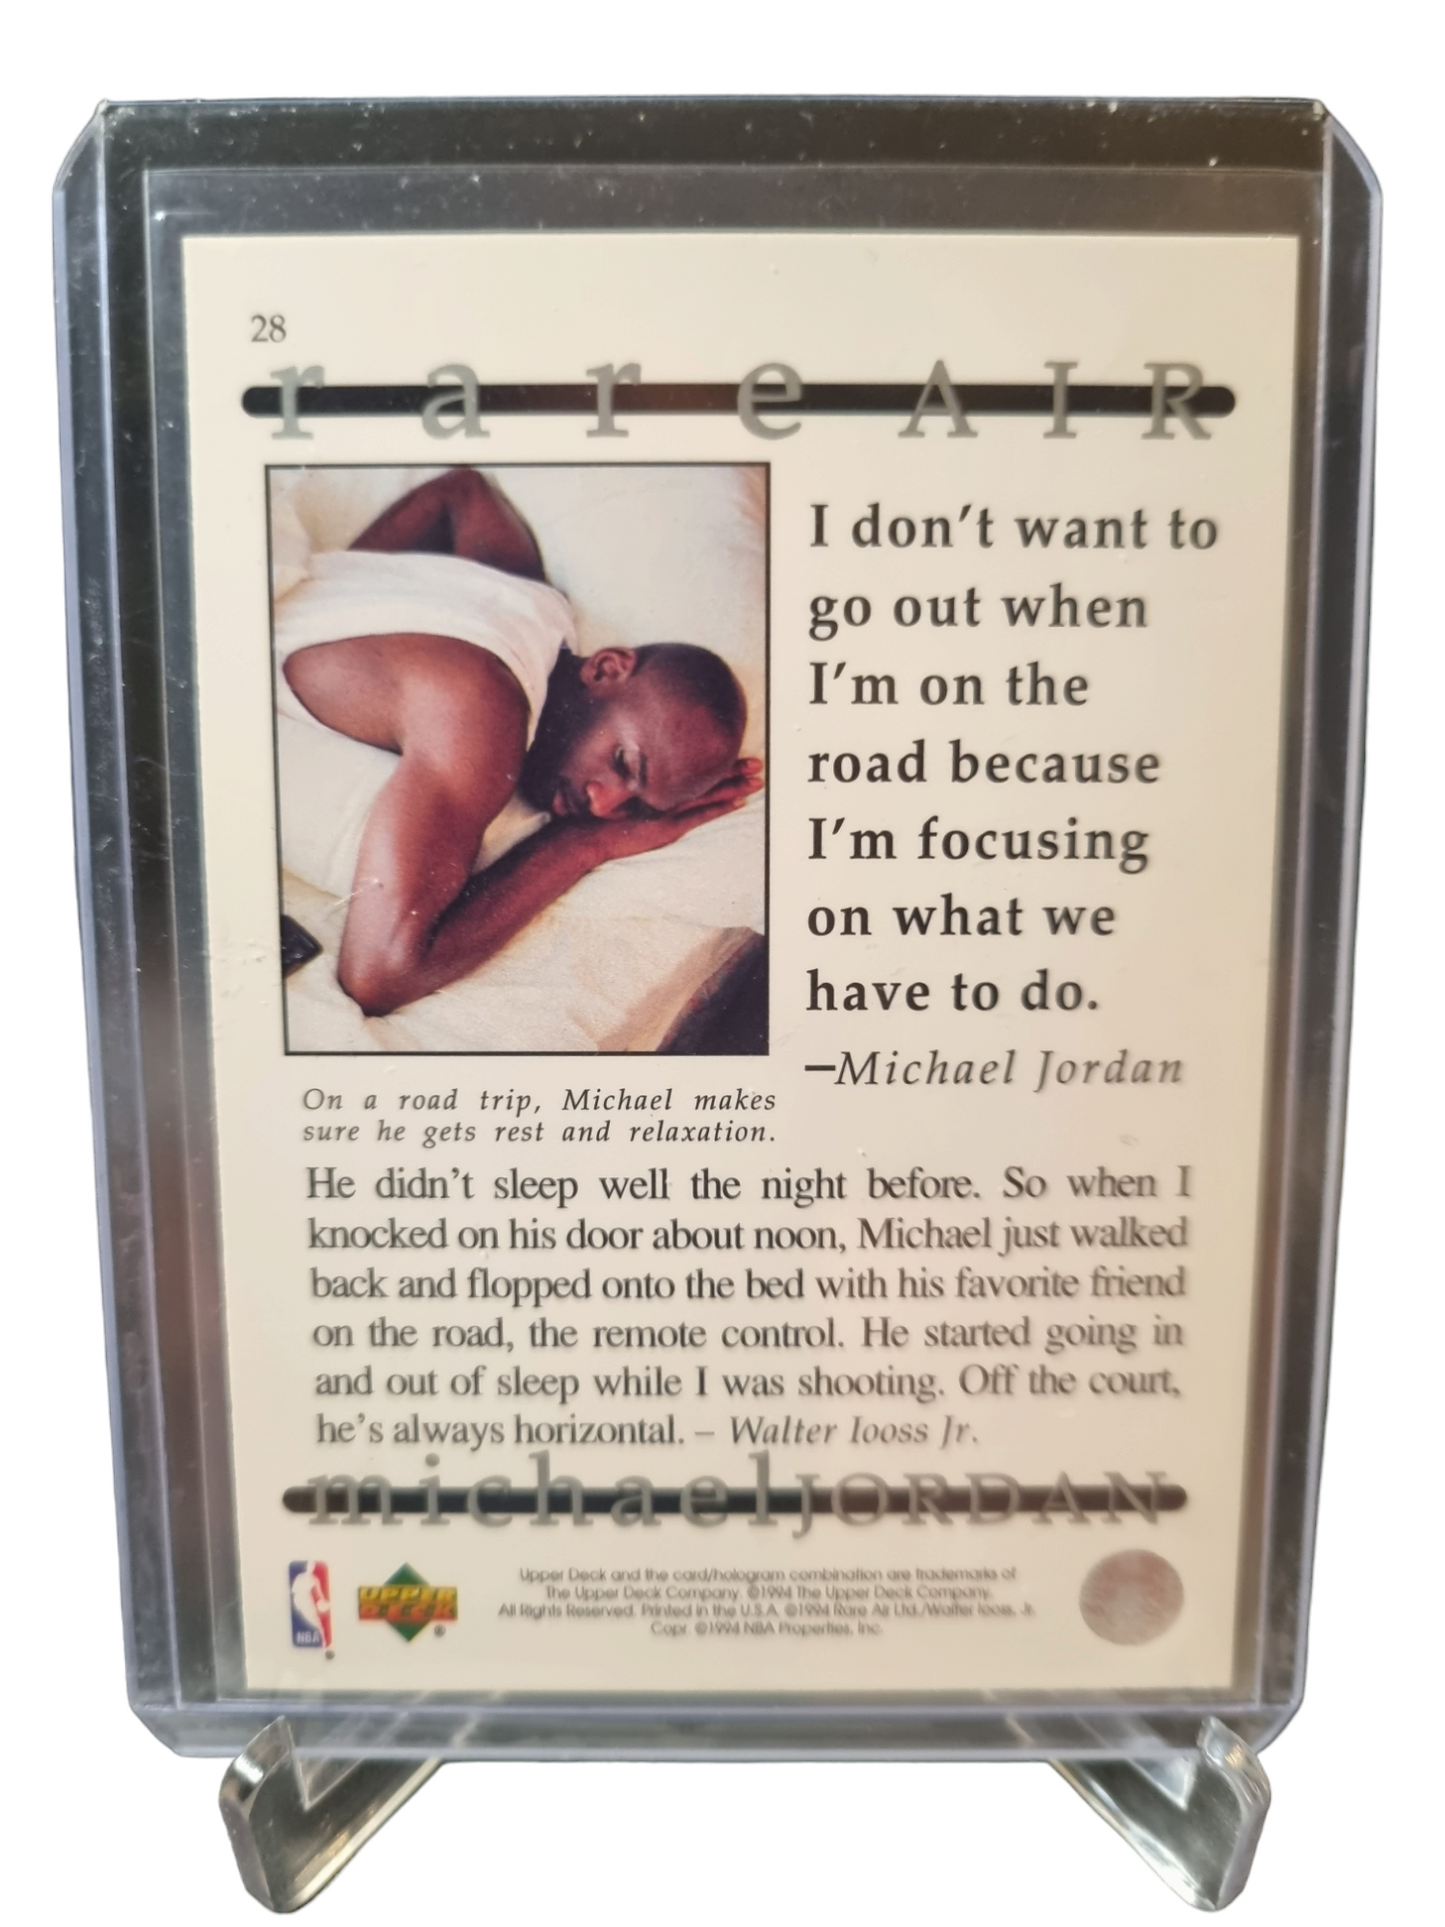 28
rare AIR
I don't want to
go out when
I'm on the
road because
I'm focusing
on what we
have to do.
—Michael Jordan
On a road trip, Michael makes
sure he gets rest and relaxation.
He didn't sleep well the night before. So when I
knocked on his door about noon, Michael just walked
back and flopped onto the bed with his favorite friend
on the road, the remote control. He started going in
and out of sleep while I was shooting. Off the court,
he's always horizontal. – Walter Iooss Jr.
michaelJORDAN
NBA
UPPER
DECK
®
Upper Deck and the card/hologram combination are trademarks of
The Upper Deck Company. ©1994 The Upper Deck Company.
All Rights Reserved. Printed in the U.S.A. ©1994 Rare Air Ltd./Walter Iooss, Jr.
Copr. ©1994 NBA Properties, Inc.